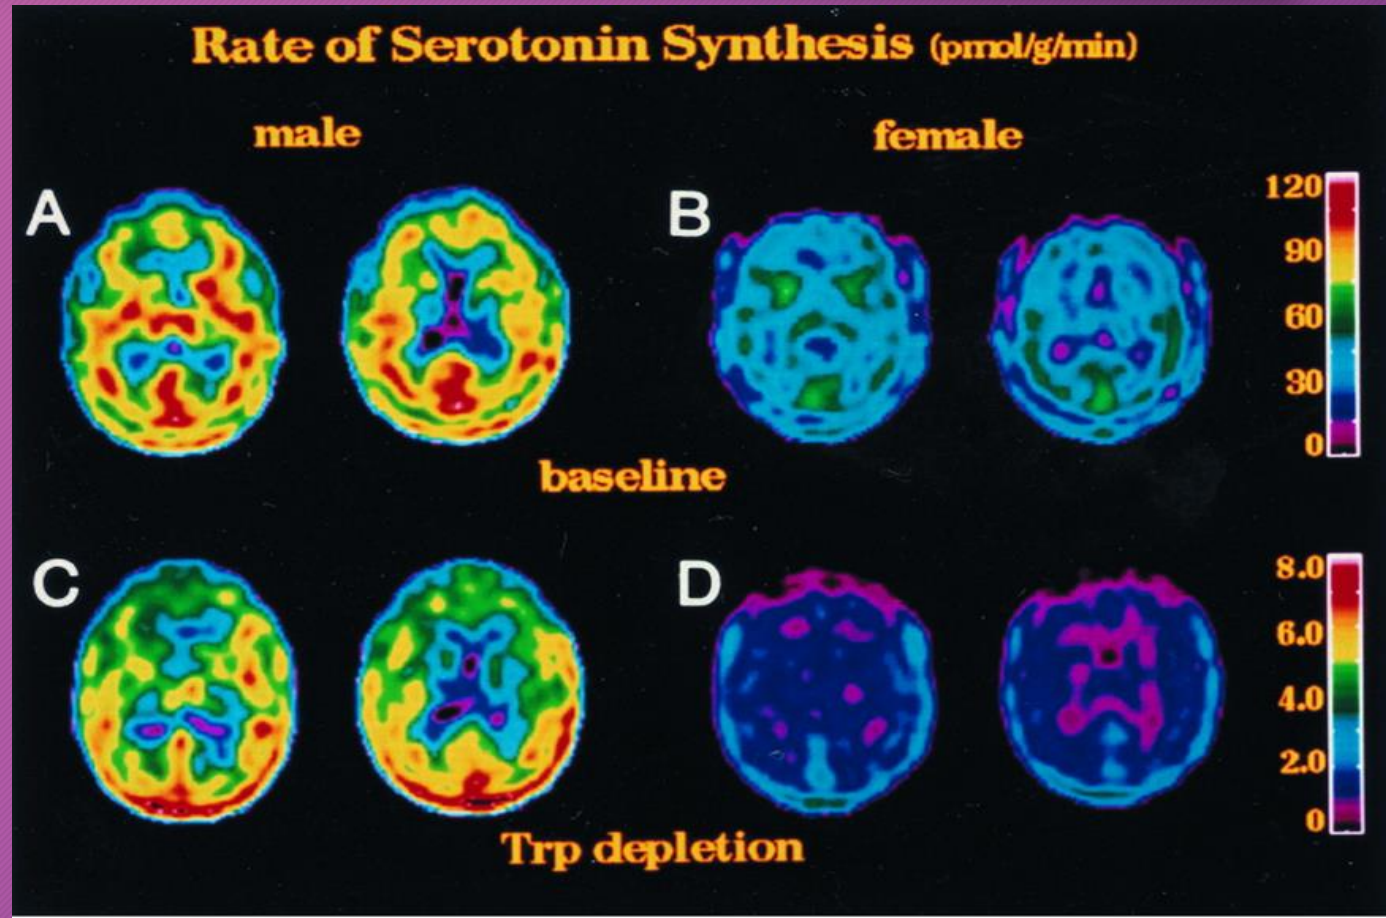 Rate of Serotonin Synthesis (pmol/g/min)
male
female
A
B
120
90
60
30
0
baseline
C
D
8.0
6.0
4.0
2.0
0
Trp depletion